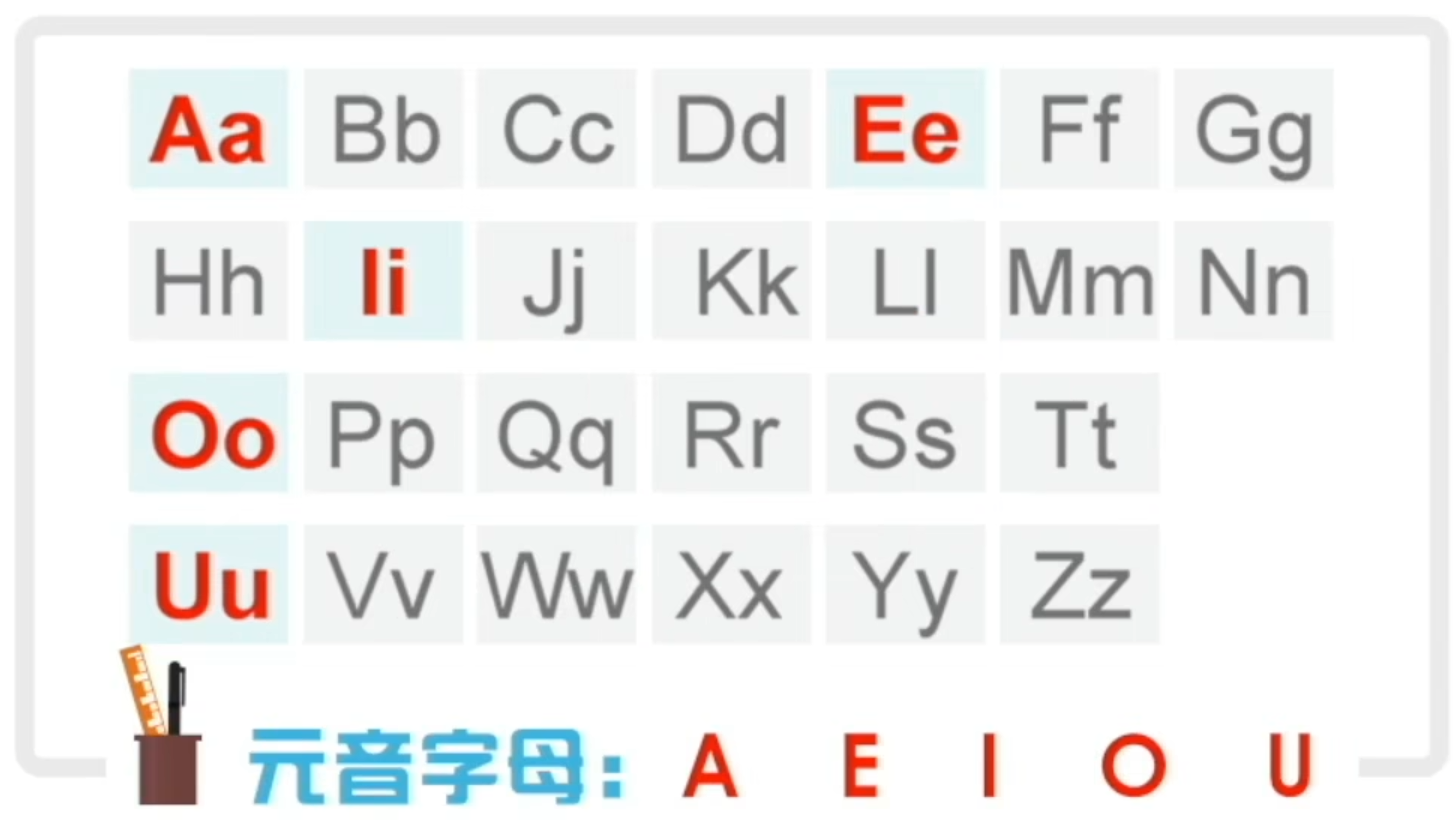 Aa Bb Cc Dd Ee Ff Gg
Hh Ii Jj Kk Ll Mm Nn
Oo Pp Qq Rr Ss Tt
Uu Vv Ww Xx Yy Zz
元音字母: A E I O U